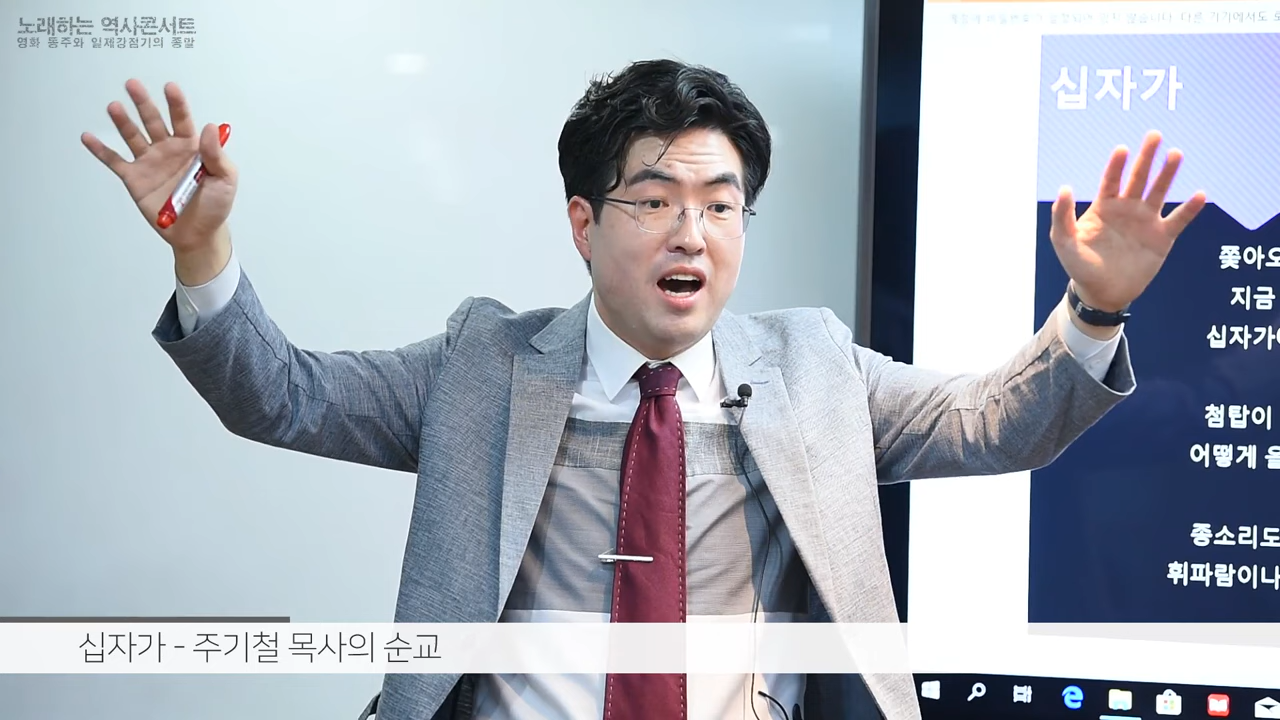 노래하는 역사콘서트
영화 동주와 일제강점기의 종말
십자가
쫓아오
지금
십자가에
첨탑이
어떻게 올
종소리도
휘파람이나
십자가 - 주기철 목사의 순교